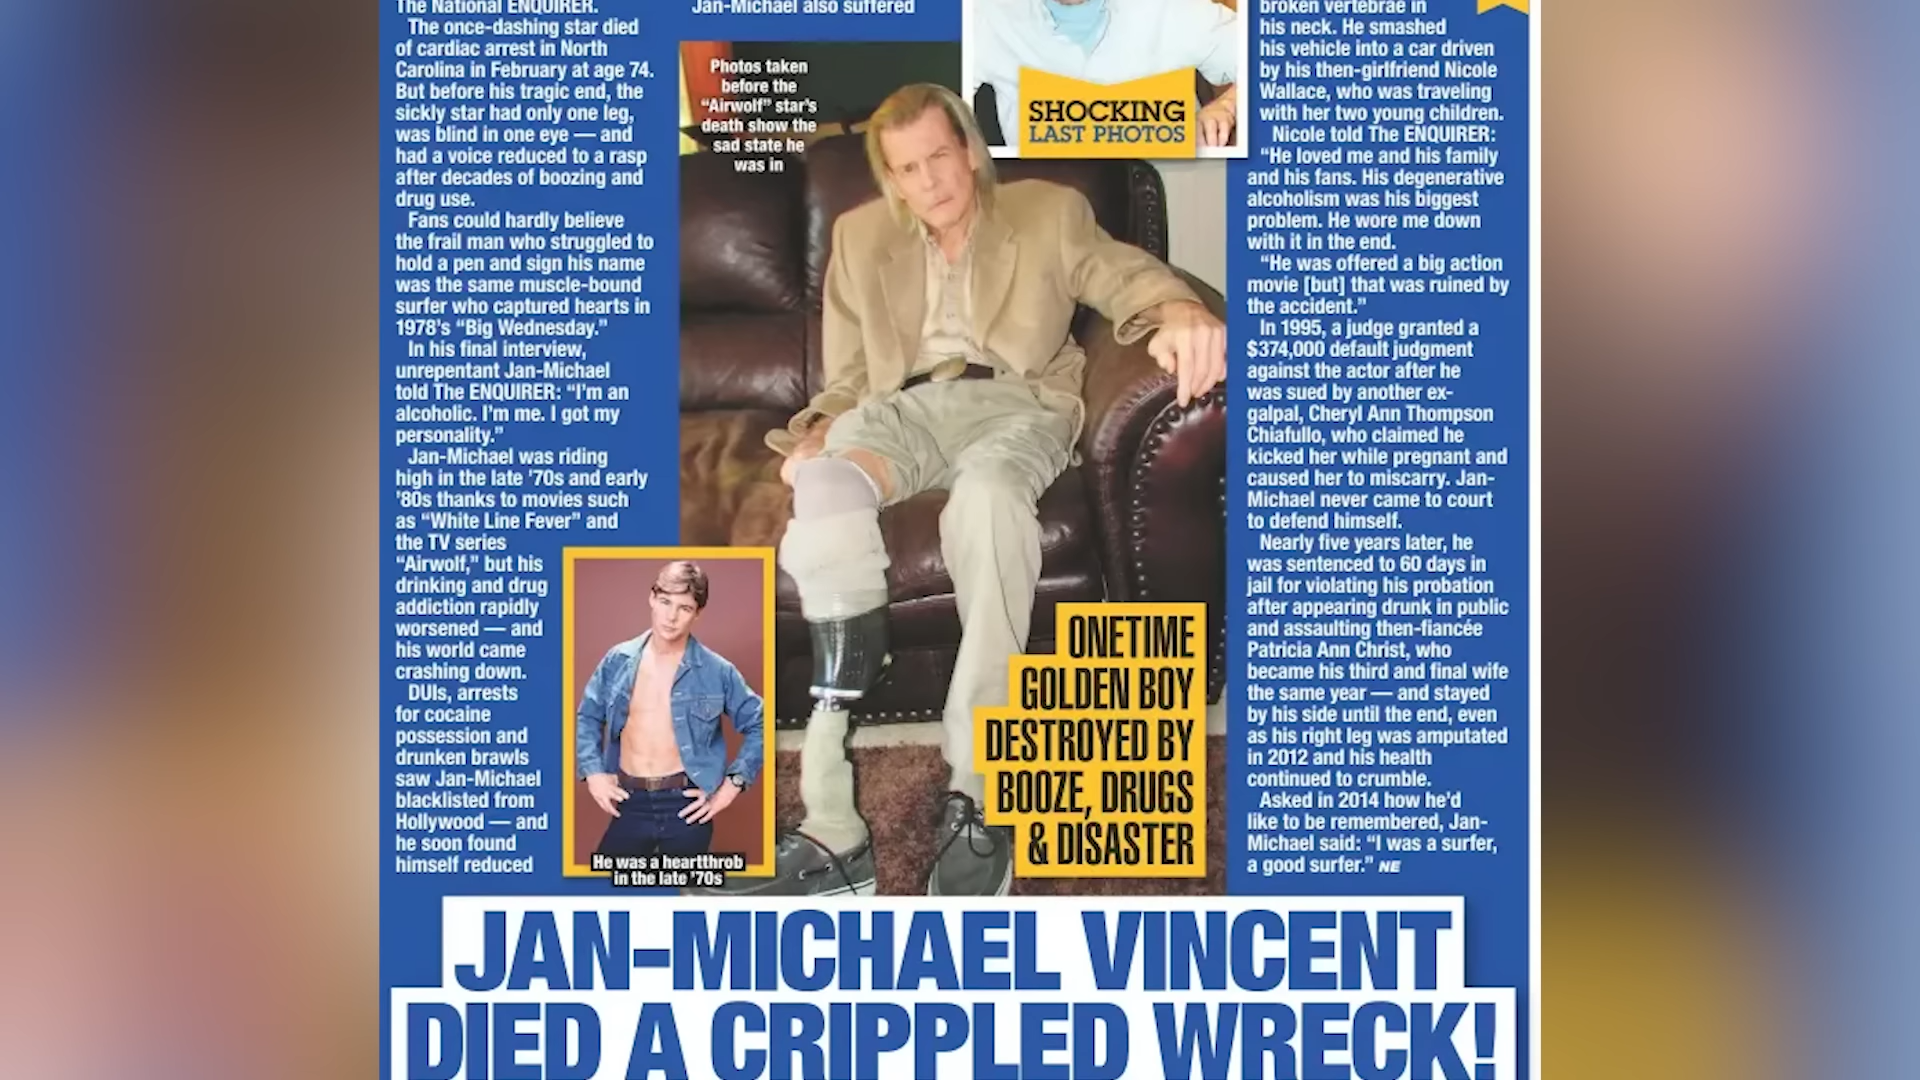 The National ENQUIRER.
The once-dashing star died
of cardiac arrest in North
Carolina in February at age 74.
But before his tragic end, the
sickly star had only one leg,
was blind in one eye — and
had a voice reduced to a rasp
after decades of boozing and
drug use.
Fans could hardly believe
the frail man who struggled to
hold a pen and sign his name
was the same muscle-bound
surfer who captured hearts in
1978’s “Big Wednesday.”
In his final interview,
unrepentant Jan-Michael
told The ENQUIRER: “I’m an
alcoholic. I’m me. I got my
personality.”
Jan-Michael was riding
high in the late ’70s and early
’80s thanks to movies such
as “White Line Fever” and
the TV series
“Airwolf,” but his
drinking and drug
addiction rapidly
worsened — and
his world came
crashing down.
DUIs, arrests
for cocaine
possession and
drunken brawls
saw Jan-Michael
blacklisted from
Hollywood — and
he soon found
himself reduced
Jan-Michael also suffered
Photos taken
before the
“Airwolf” star’s
death show the
sad state he
was in
SHOCKING
LAST PHOTOS
He was a heartthrob
in the late ’70s
ONETIME
GOLDEN BOY
DESTROYED BY
BOOZE, DRUGS
& DISASTER
broken vertebrae in
his neck. He smashed
his vehicle into a car driven
by his then-girlfriend Nicole
Wallace, who was traveling
with her two young children.
Nicole told The ENQUIRER:
“He loved me and his family
and his fans. His degenerative
alcoholism was his biggest
problem. He wore me down
with it in the end.
“He was offered a big action
movie [but] that was ruined by
the accident.”
In 1995, a judge granted a
$374,000 default judgment
against the actor after he
was sued by another ex-
galpal, Cheryl Ann Thompson
Chiafullo, who claimed he
kicked her while pregnant and
caused her to miscarry. Jan-
Michael never came to court
to defend himself.
Nearly five years later, he
was sentenced to 60 days in
jail for violating his probation
after appearing drunk in public
and assaulting then-fiancée
Patricia Ann Christ, who
became his third and final wife
the same year — and stayed
by his side until the end, even
as his right leg was amputated
in 2012 and his health
continued to crumble.
Asked in 2014 how he’d
like to be remembered, Jan-
Michael said: “I was a surfer,
a good surfer.” NE
JAN-MICHAEL VINCENT
DIED A CRIPPLED WRECK!